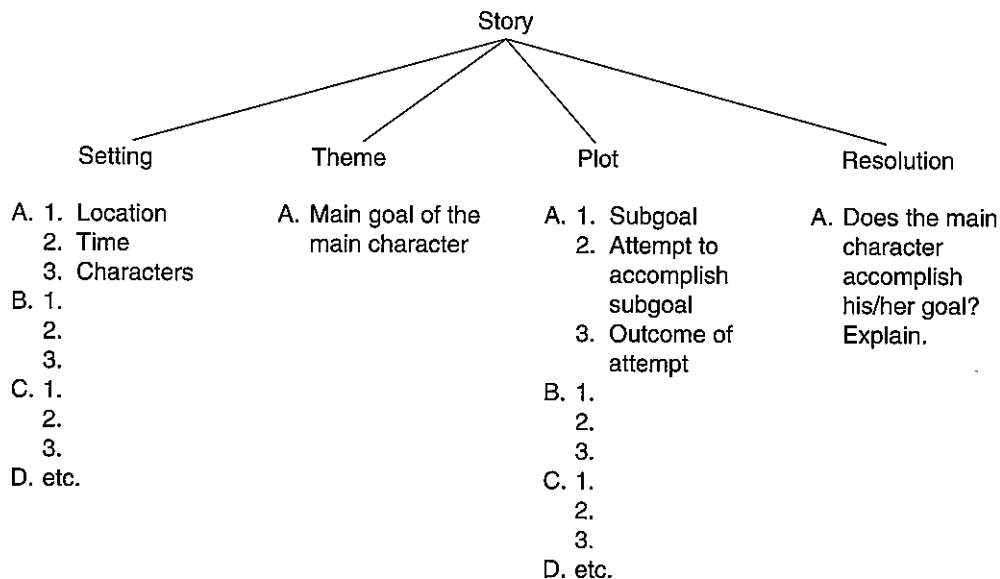 Story
Setting
Theme
Plot
Resolution
A. 1. Location
2. Time
3. Characters
B. 1.
2.
3.
C. 1.
2.
3.
D. etc.
A. Main goal of the
main character
A. 1. Subgoal
2. Attempt to
accomplish
subgoal
3. Outcome of
attempt
B. 1.
2.
3.
C. 1.
2.
3.
D. etc.
A. Does the main
character
accomplish
his/her goal?
Explain.